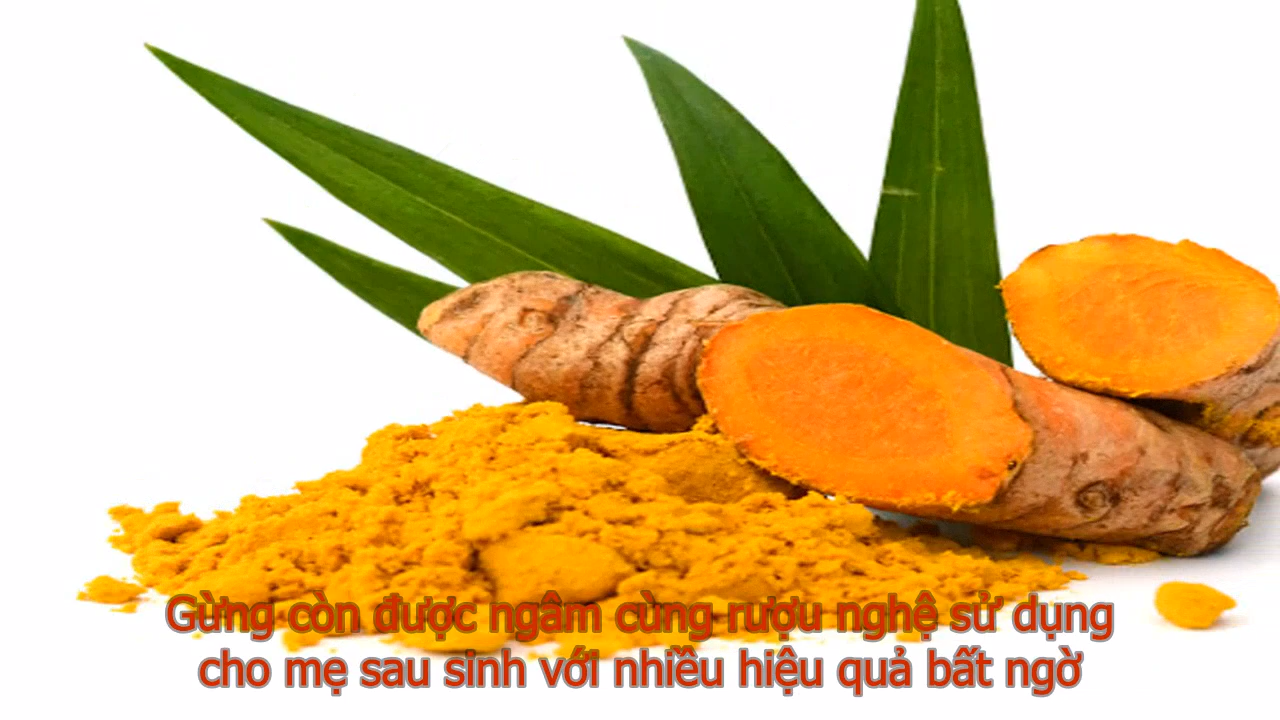 Gừng còn được ngâm cùng rượu nghệ sử dụng
cho mẹ sau sinh với nhiều hiệu quả bất ngờ